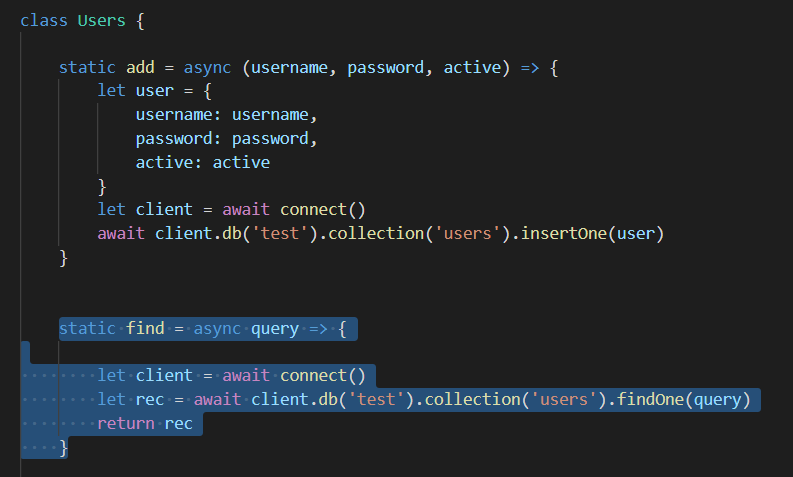 class Users {
static add = async (username, password, active) => {
let user = {
username: username,
password: password,
active: active
}
let client = await connect()
await client.db('test').collection('users').insertOne(user)
}
static find = async query => {
let client = await connect()
let rec = await client.db('test').collection('users').findOne(query)
return rec
}